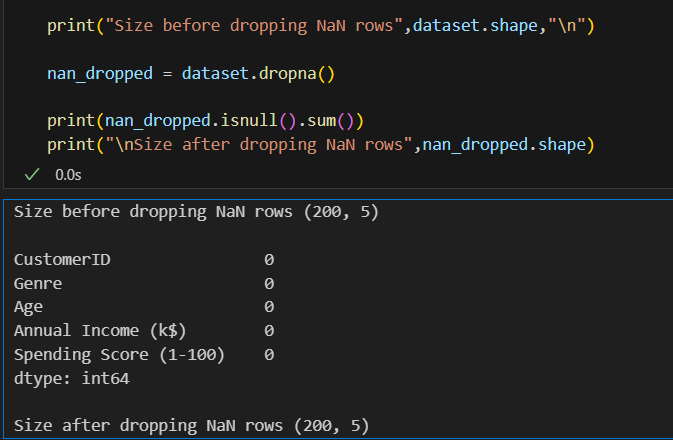 print("Size before dropping NaN rows",dataset.shape,"\n")
nan_dropped = dataset.dropna()
print(nan_dropped.isnull().sum())
print("\nSize after dropping NaN rows",nan_dropped.shape)
0.0s
Size before dropping NaN rows (200, 5)
CustomerID 0
Genre 0
Age 0
Annual Income (k$) 0
Spending Score (1-100) 0
dtype: int64
Size after dropping NaN rows (200, 5)